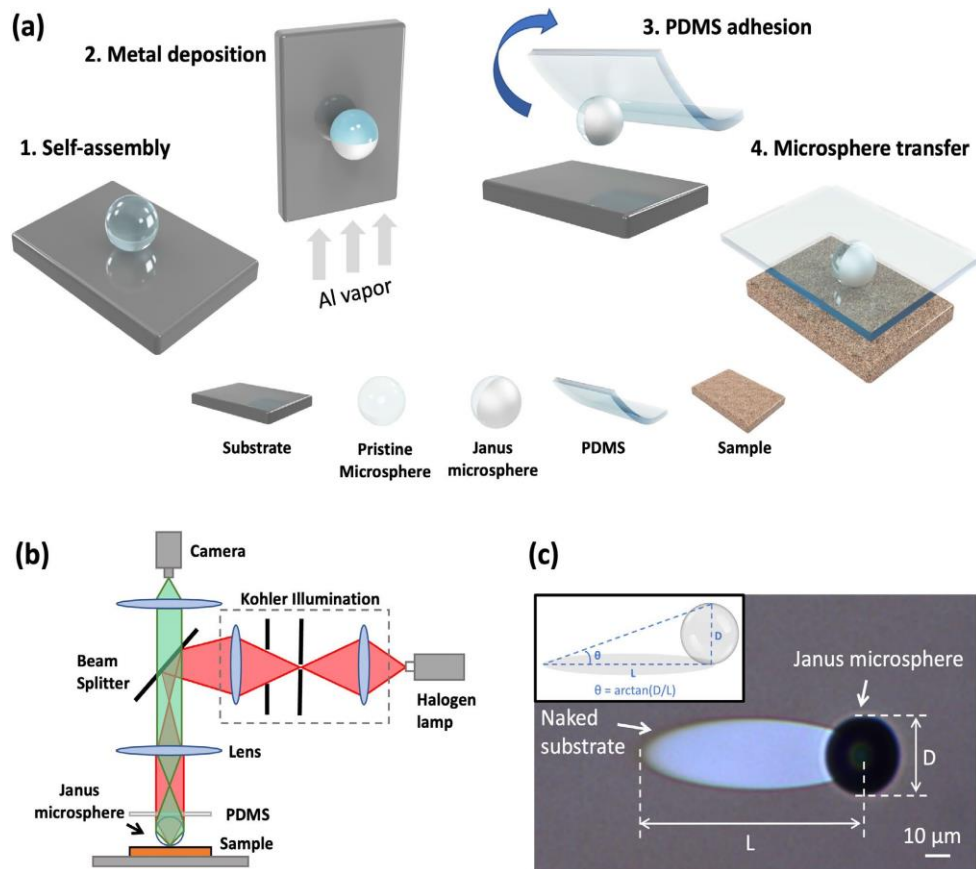 (a)
2. Metal deposition
3. PDMS adhesion
1. Self-assembly
4. Microsphere transfer
Al vapor
Substrate
Pristine
Microsphere
Janus
microsphere
PDMS
Sample
(b)
Camera
Kohler Illumination
Beam
Splitter
Halogen
lamp
Lens
Janus
microsphere
PDMS
Sample
(c)
D
θ
L
θ = arctan(D/L)
Janus microsphere
Naked
substrate
D
L
10 μm